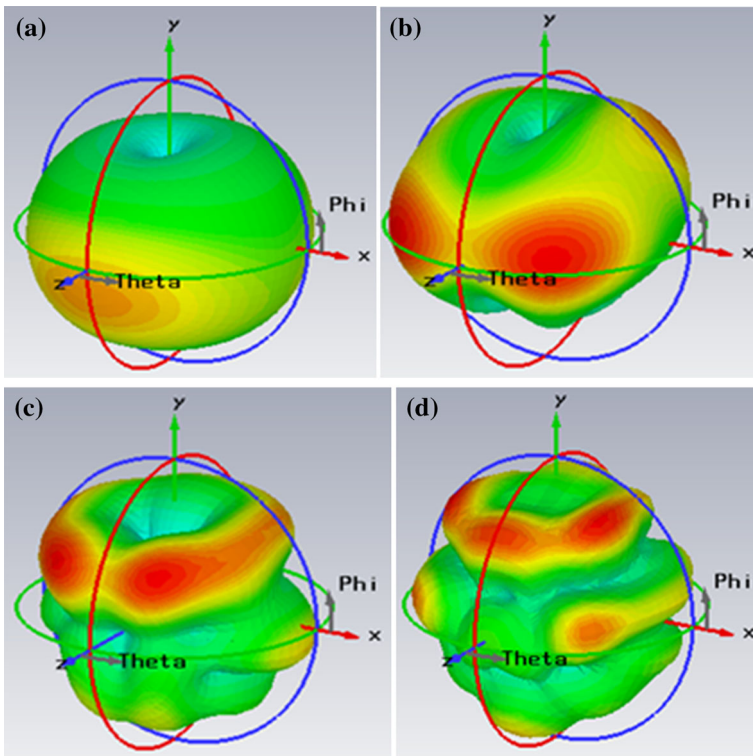 (a)
y
Phi
x
z
Theta
(b)
y
Phi
x
z
Theta
(c)
y
Phi
x
z
Theta
(d)
y
Phi
x
z
Theta